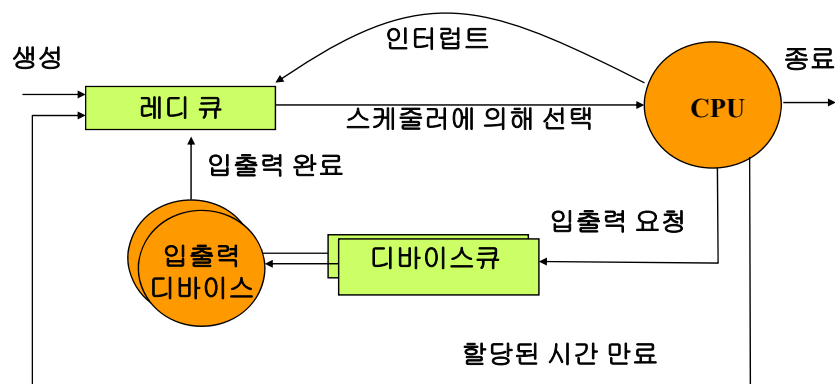 인터럽트
생성
종료
레디 큐
CPU
스케줄러에 의해 선택
입출력 완료
입출력 요청
입출력
디바이스
디바이스큐
할당된 시간 만료